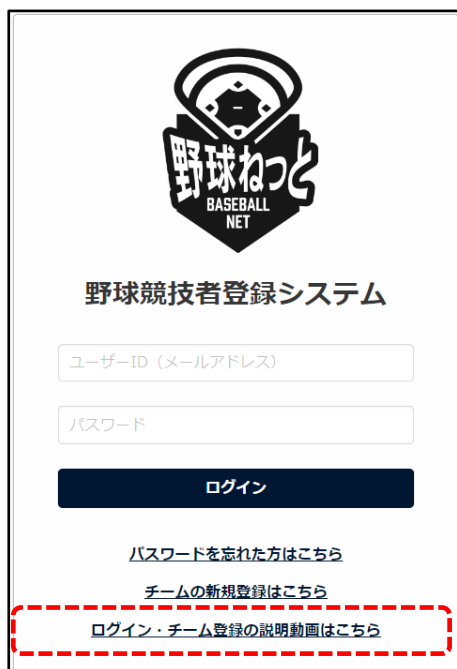 野球ねっと
BASEBALL
NET
野球競技者登録システム
ユーザーID（メールアドレス）
パスワード
ログイン
パスワードを忘れた方はこちら
チームの新規登録はこちら
ログイン・チーム登録の説明動画はこちら